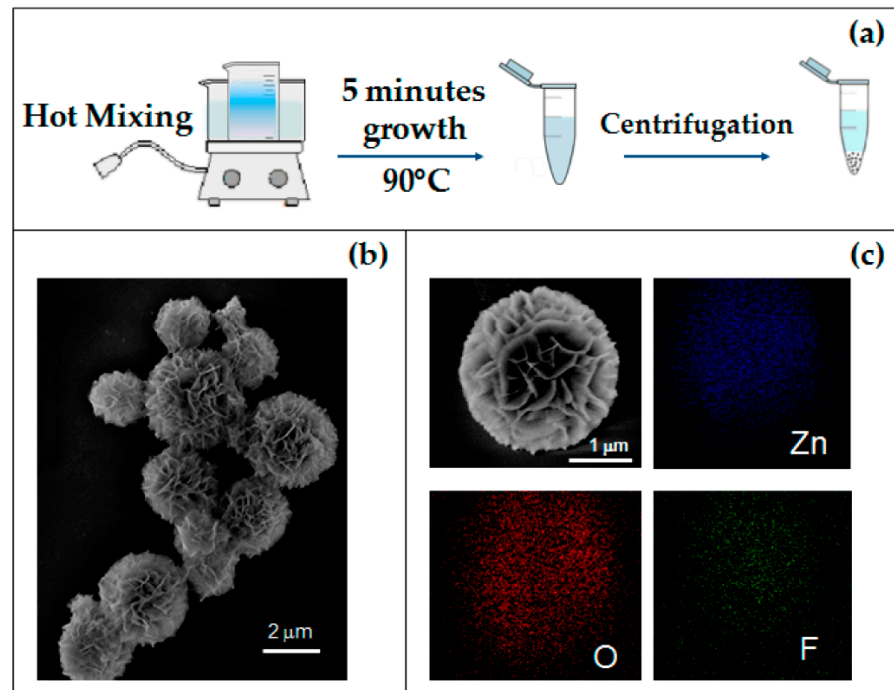 (a)
Hot Mixing
5 minutes
growth
90°C
Centrifugation
(b)
2 μm
(c)
1 μm
Zn
O
F